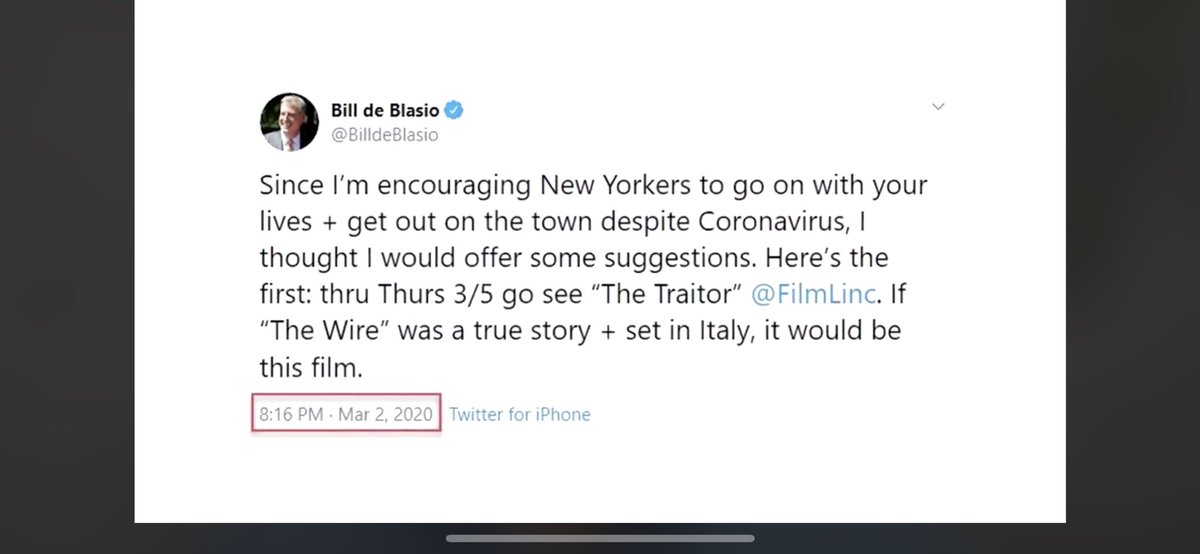 Bill de Blasio
@BilldeBlasio
Since I’m encouraging New Yorkers to go on with your
lives + get out on the town despite Coronavirus, I
thought I would offer some suggestions. Here’s the
first: thru Thurs 3/5 go see “The Traitor” @FilmLinc. If
“The Wire” was a true story + set in Italy, it would be
this film.
8:16 PM · Mar 2, 2020 Twitter for iPhone